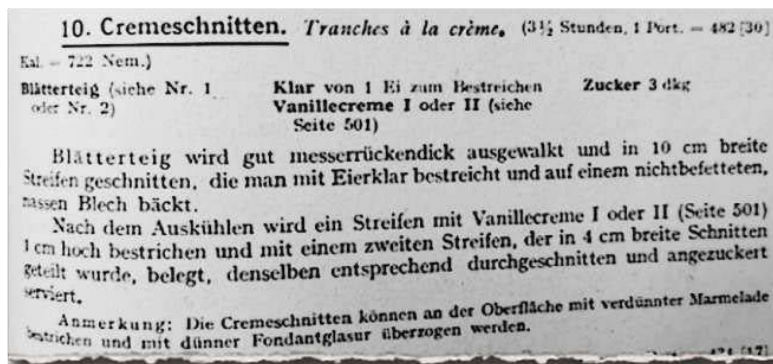 10. Cremeschnitten. Tranches à la crème. (3½ Stunden, 1 Port. = 482 [30]
Kal. = 722 Nem.)
Blätterteig (siehe Nr. 1 Klar von 1 Ei zum Bestreichen Zucker 3 dkg
oder Nr. 2) Vanillecreme I oder II (siehe
Seite 501)
Blätterteig wird gut messerrückendick ausgewalkt und in 10 cm breite
Streifen geschnitten, die man mit Eierklar bestreicht und auf einem nichtbefetteten,
nassen Blech bäckt.
Nach dem Auskühlen wird ein Streifen mit Vanillecreme I oder II (Seite 501)
1 cm hoch bestrichen und mit einem zweiten Streifen, der in 4 cm breite Schnitten
geteilt wurde, belegt, denselben entsprechend durchgeschnitten und angezuckert
serviert.
Anmerkung: Die Cremeschnitten können an der Oberfläche mit verdünnter Marmelade
bestrichen und mit dünner Fondantglasur überzogen werden.